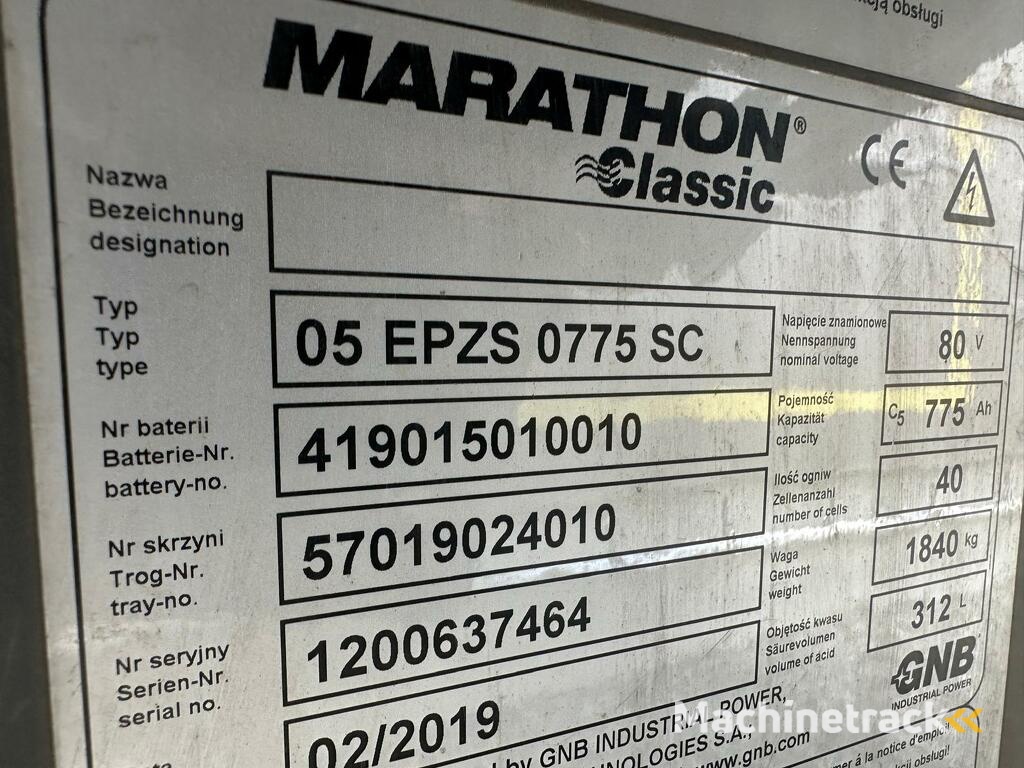 obsługi
MARATHON®
Classic
CE
Nazwa
Bezeichnung
designation
Typ
Typ
type
05 EPZS 0775 SC
Napięcie znamionowe
Nennspannung
nominal voltage
80 V
Nr baterii
Batterie-Nr.
battery-no.
419015010010
Pojemność
Kapazität
capacity
C5 775 Ah
Nr skrzyni
Trog-Nr.
tray-no.
57019024010
Ilość ogniw
Zellenanzahl
number of cells
40
Waga
Gewicht
weight
1840 kg
Nr seryjny
Serien-Nr.
serial no.
1200637464
Objętość kwasu
Säurevolumen
volume of acid
312 L
GNB
INDUSTRIAL POWER
02/2019
by GNB INDUSTRIAL POWER,
S.A.,
www.gnb.com
à la notice d'emploi!
obsługi!
Machinetrack